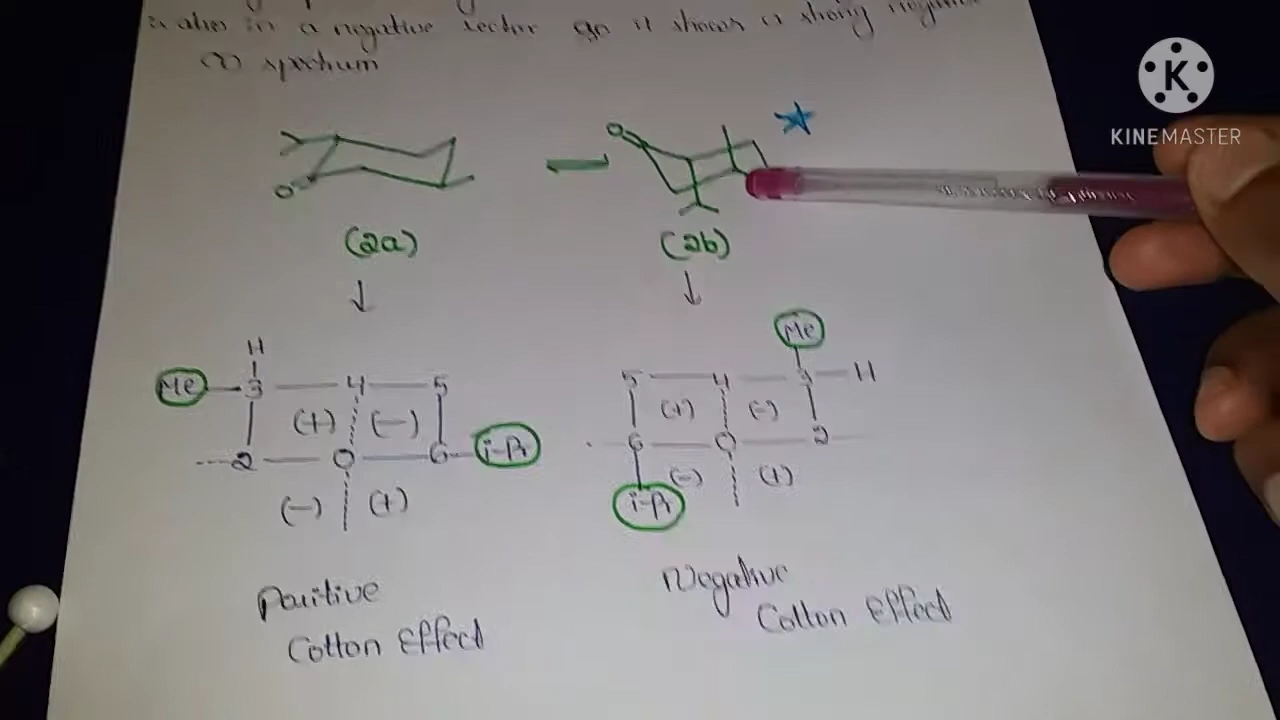 is also in a negative sector so it shows a strong negative
CD spectrum
KINEMASTER
O
(2a)
O
(2b)
Me
H
3
4
5
(+)
(-)
2
O
6
i-Pr
(-)
(+)
Me
5
4
3
H
(+)
(-)
6
O
2
(-)
(+)
i-Pr
Positive
Cotton Effect
Negative
Cotton Effect